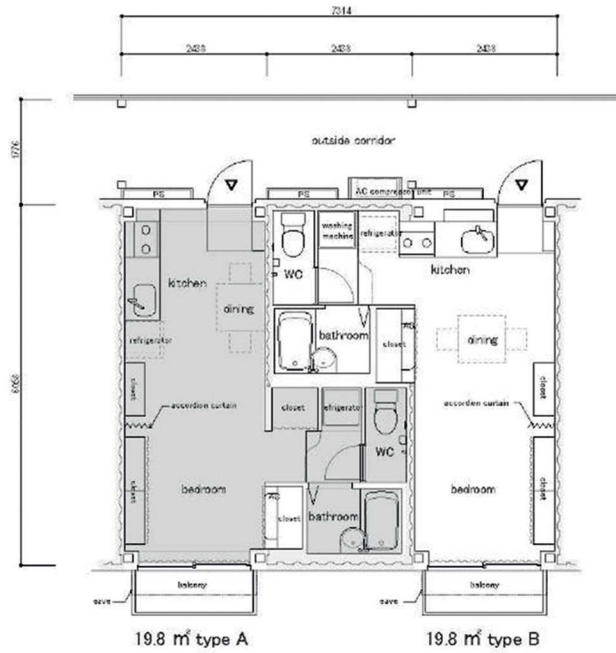 7314
2438 2438 2438
1776
outside corridor
PS PS AC compressor unit PS
washing machine
refrigerator
WC
kitchen
kitchen
dining
dining
bathroom
refrigerator
closet
closet
closet
accordion curtain
accordion curtain
6058
closet
refrigerator
WC
bedroom
bedroom
closet
closet
closet
bathroom
balcony
balcony
eave
eave
19.8 ㎡ type A
19.8 ㎡ type B